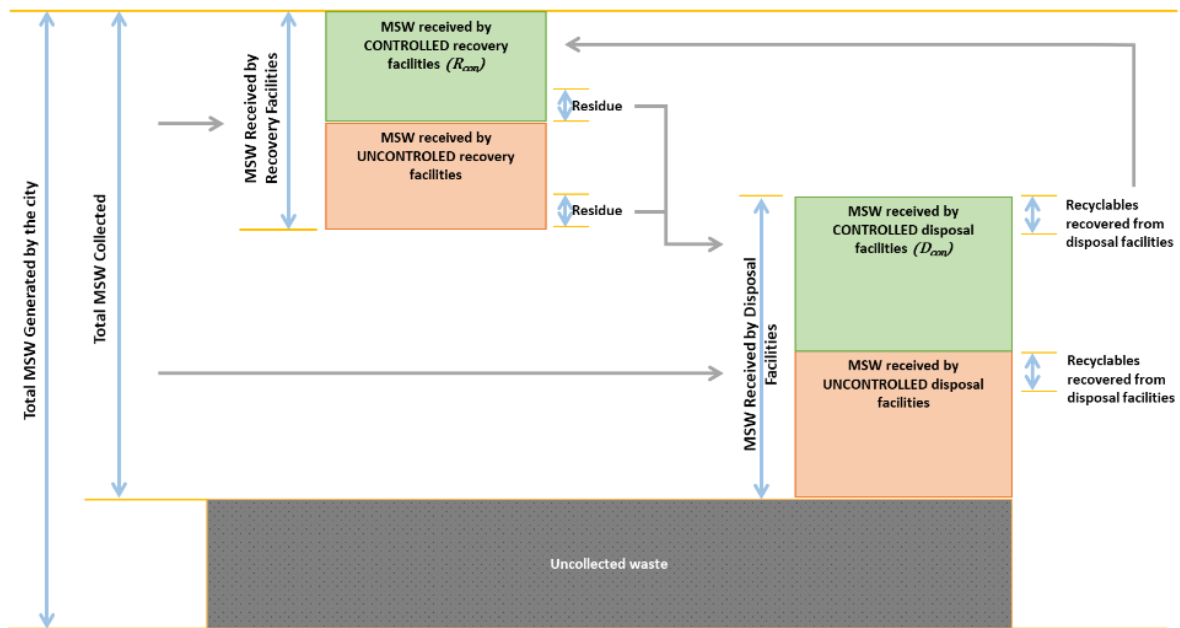 Total MSW Generated by the city
Total MSW Collected
MSW Received by
Recovery Facilities
MSW received by
CONTROLLED recovery
facilities (Rcon)
Residue
MSW received by
UNCONTROLED recovery
facilities
Residue
MSW Received by Disposal
Facilities
MSW received by
CONTROLLED disposal
facilities (Dcon)
Recyclables
recovered from
disposal facilities
MSW received by
UNCONTROLLED disposal
facilities
Recyclables
recovered from
disposal facilities
Uncollected waste